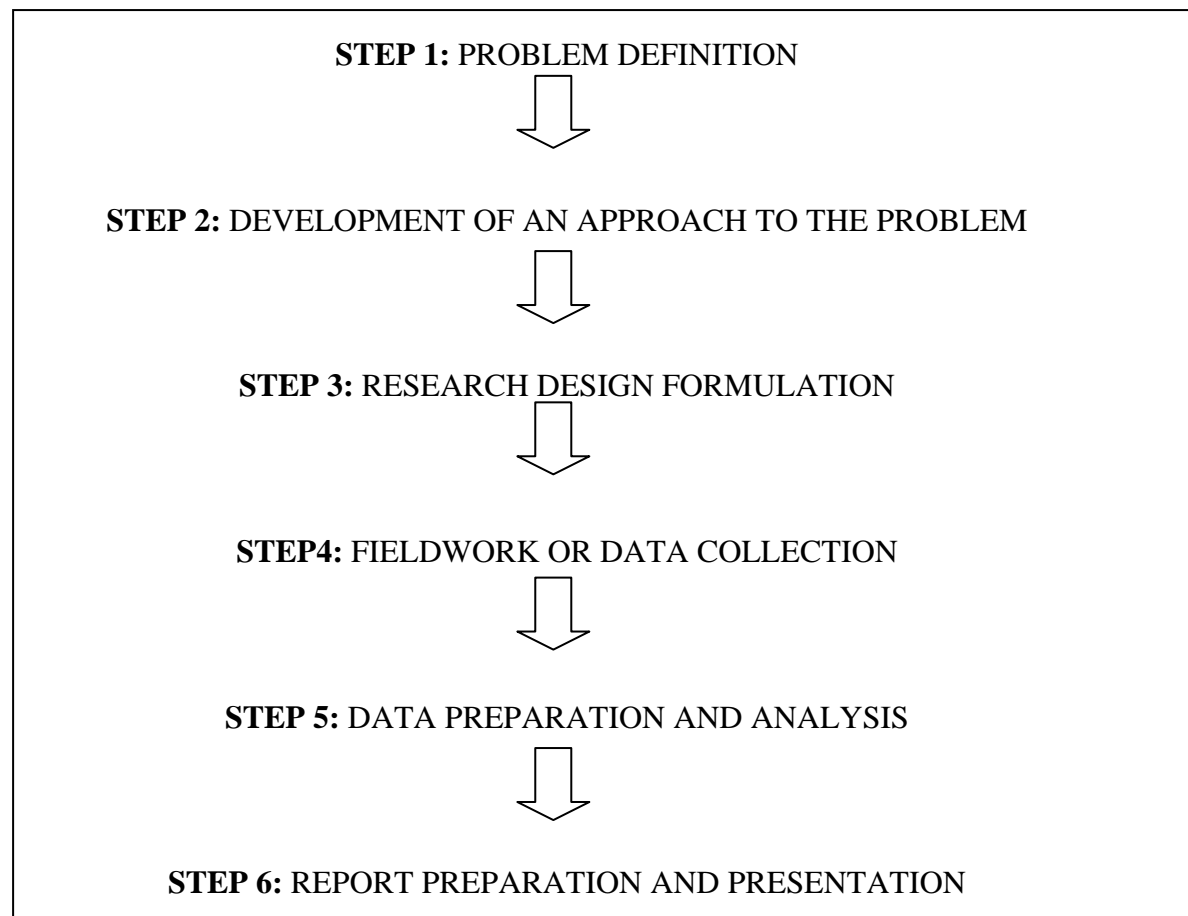 STEP 1: PROBLEM DEFINITION
STEP 2: DEVELOPMENT OF AN APPROACH TO THE PROBLEM
STEP 3: RESEARCH DESIGN FORMULATION
STEP4: FIELDWORK OR DATA COLLECTION
STEP 5: DATA PREPARATION AND ANALYSIS
STEP 6: REPORT PREPARATION AND PRESENTATION